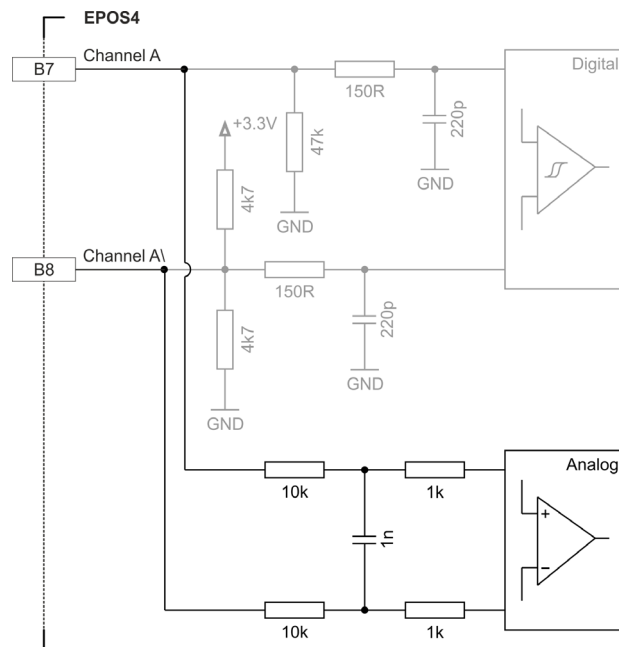 EPOS4
B7
Channel A
Digital
150R
+3.3V
47k
220p
GND
4k7
GND
B8
Channel A\
150R
4k7
220p
GND
GND
Analog
10k
1k
+
1n
−
10k
1k